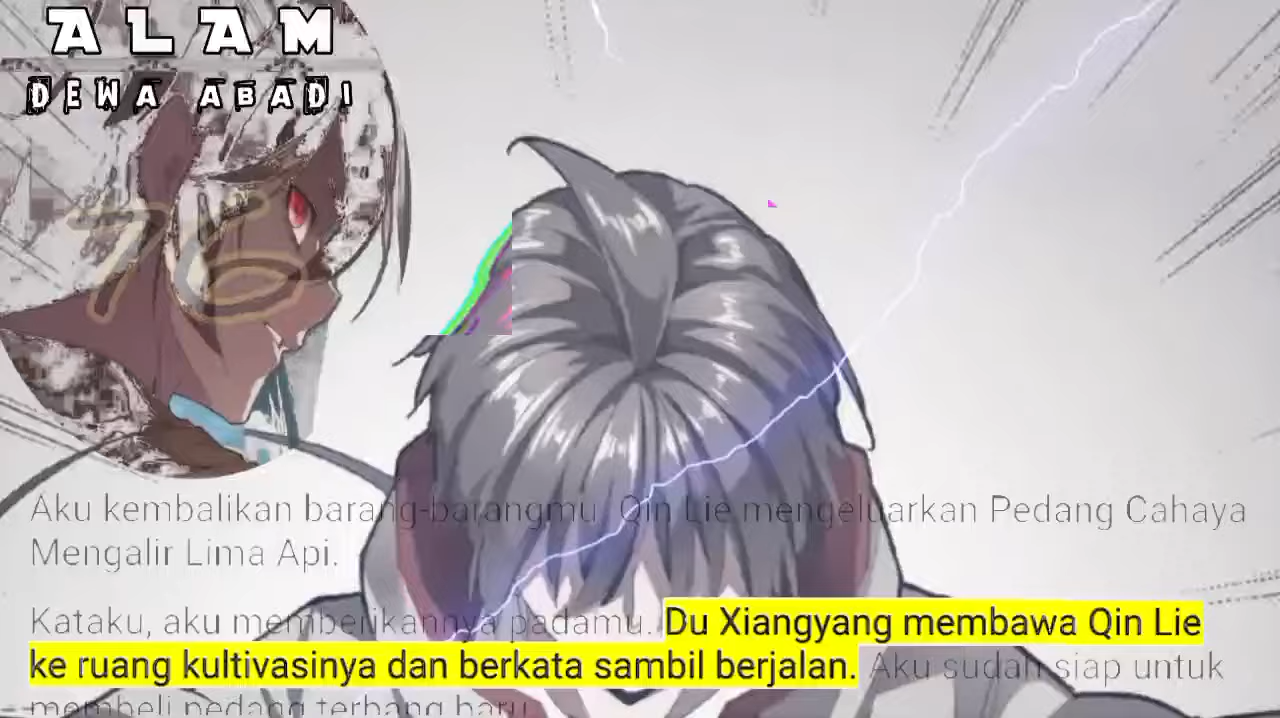 ALAM
DEWA ABADI
76
Aku kembalikan barang-barangmu. Qin Lie mengeluarkan Pedang Cahaya
Mengalir Lima Api.
Kataku, aku memberikannya padamu. Du Xiangyang membawa Qin Lie
ke ruang kultivasinya dan berkata sambil berjalan. Aku sudah siap untuk
membeli pedang terbang baru.